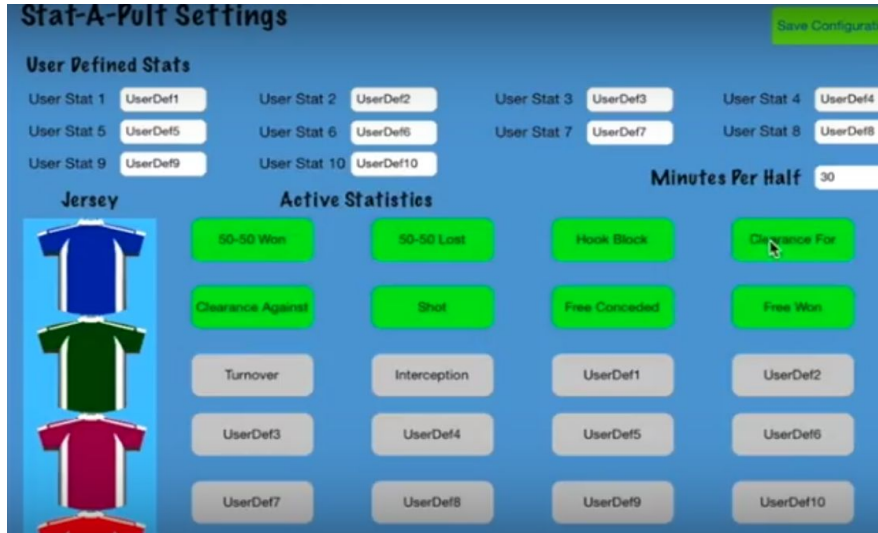 Stat-A-Pult Settings
Save Configurati
User Defined Stats
User Stat 1 UserDef1 User Stat 2 UserDef2 User Stat 3 UserDef3 User Stat 4 UserDef4
User Stat 5 UserDef5 User Stat 6 UserDef6 User Stat 7 UserDef7 User Stat 8 UserDef8
User Stat 9 UserDef9 User Stat 10 UserDef10
Minutes Per Half 30
Jersey Active Statistics
50-50 Won 50-50 Lost Hook Block Clearance For
Clearance Against Shot Free Conceded Free Won
Turnover Interception UserDef1 UserDef2
UserDef3 UserDef4 UserDef5 UserDef6
UserDef7 UserDef8 UserDef9 UserDef10